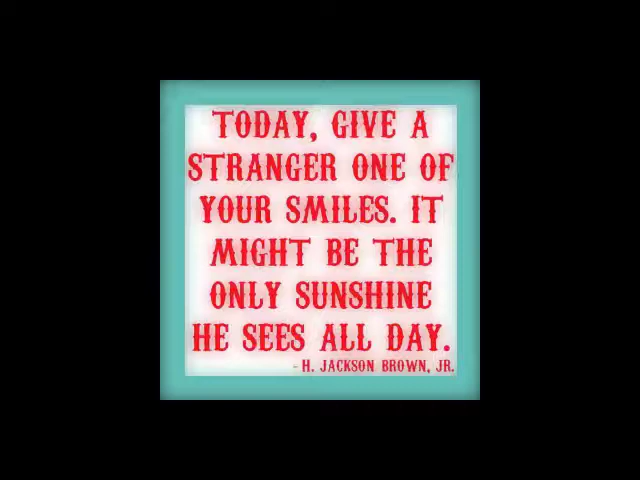 TODAY, GIVE A
STRANGER ONE OF
YOUR SMILES. IT
MIGHT BE THE
ONLY SUNSHINE
HE SEES ALL DAY.
- H. JACKSON BROWN, JR.